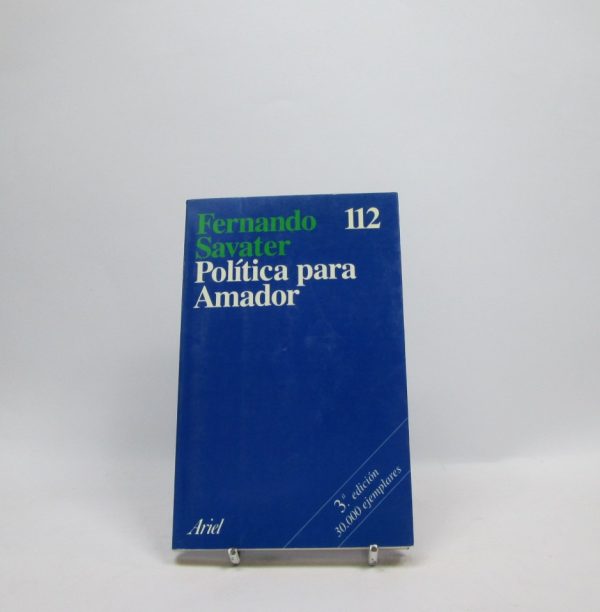 Fernando 112
Savater
Política para
Amador
3.ª edición
30.000 ejemplares
Ariel